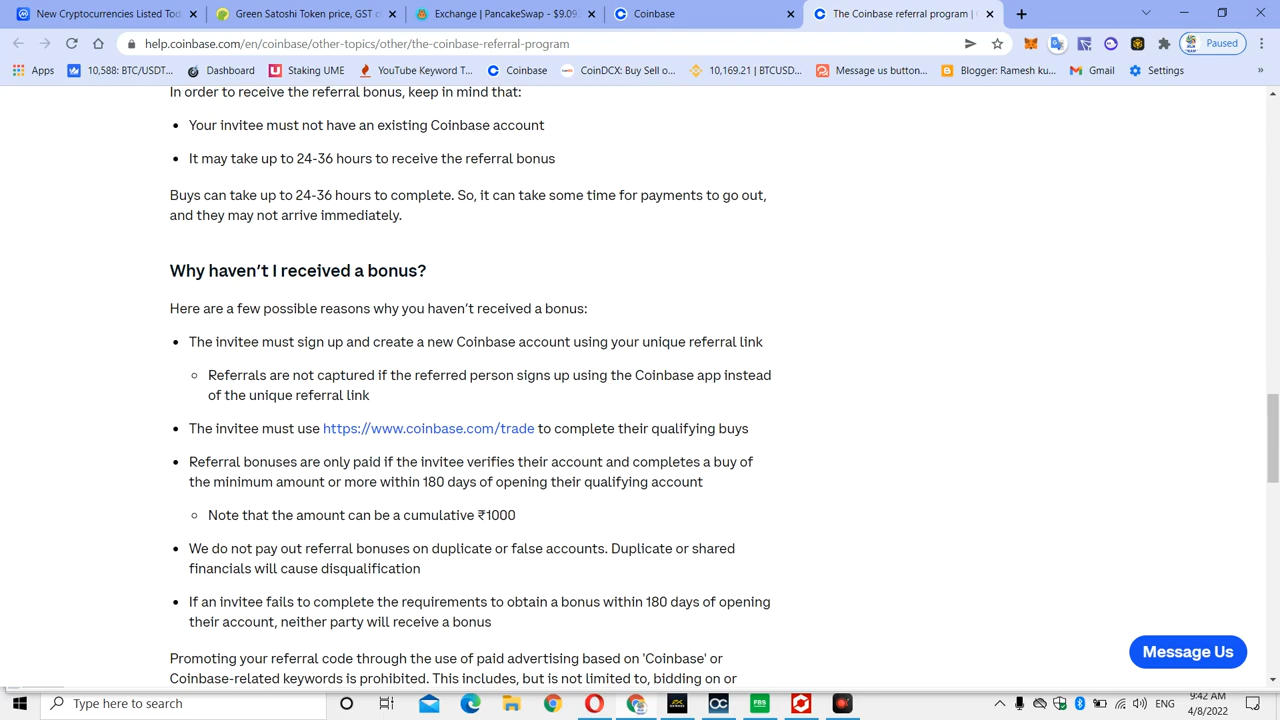 New Cryptocurrencies Listed Tod
Green Satoshi Token price, GST
Exchange | PancakeSwap - $9.09
Coinbase
The Coinbase referral program |
help.coinbase.com/en/coinbase/other-topics/other/the-coinbase-referral-program
Paused
Apps
10,58$ BTC/USDT...
Dashboard
Staking UME
YouTube Keyword T...
Coinbase
CoinDCX: Buy Sell o...
10,169.21 | BTCUSD...
Message us button...
Blogger: Ramesh ku...
Gmail
Settings
In order to receive the referral bonus, keep in mind that:
• Your invitee must not have an existing Coinbase account
• It may take up to 24-36 hours to receive the referral bonus
Buys can take up to 24-36 hours to complete. So, it can take some time for payments to go out,
and they may not arrive immediately.
Why haven't I received a bonus?
Here are a few possible reasons why you haven't received a bonus:
• The invitee must sign up and create a new Coinbase account using your unique referral link
Referrals are not captured if the referred person signs up using the Coinbase app instead
of the unique referral link
• The invitee must use https://www.coinbase.com/trade to complete their qualifying buys
• Referral bonuses are only paid if the invitee verifies their account and completes a buy of
the minimum amount or more within 180 days of opening their qualifying account
Note that the amount can be a cumulative ₹1000
• We do not pay out referral bonuses on duplicate or false accounts. Duplicate or shared
financials will cause disqualification
• If an invitee fails to complete the requirements to obtain a bonus within 180 days of opening
their account, neither party will receive a bonus
Promoting your referral code through the use of paid advertising based on 'Coinbase' or
Coinbase-related keywords is prohibited. This includes, but is not limited to, bidding on or
Message Us
Type here to search
FBS
ENG
9:42 AM
4/8/2022